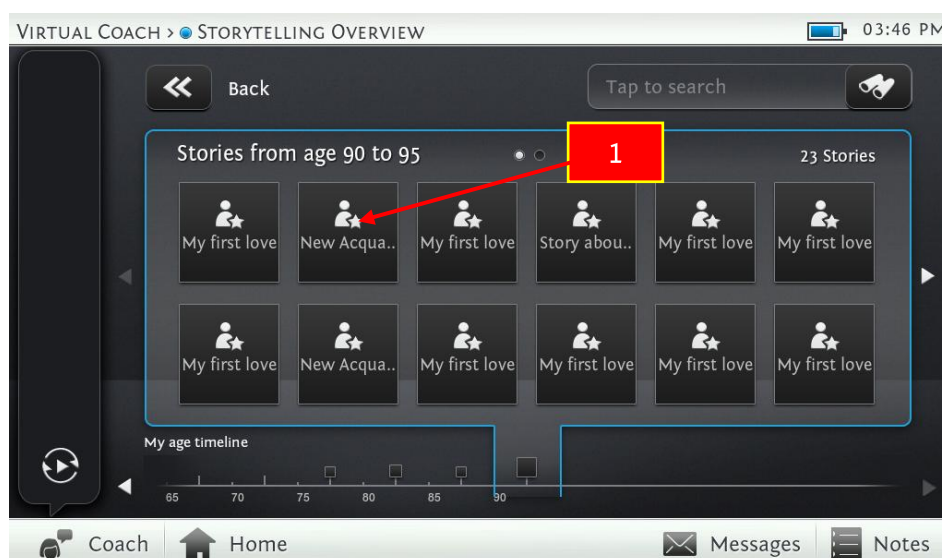 VIRTUAL COACH > STORYTELLING OVERVIEW 03:46 PM
Back Tap to search
Stories from age 90 to 95 1 23 Stories
My first love New Acqua.. My first love Story abou.. My first love My first love
My first love New Acqua.. My first love My first love My first love My first love
My age timeline
65 70 75 80 85 90
Coach Home Messages Notes